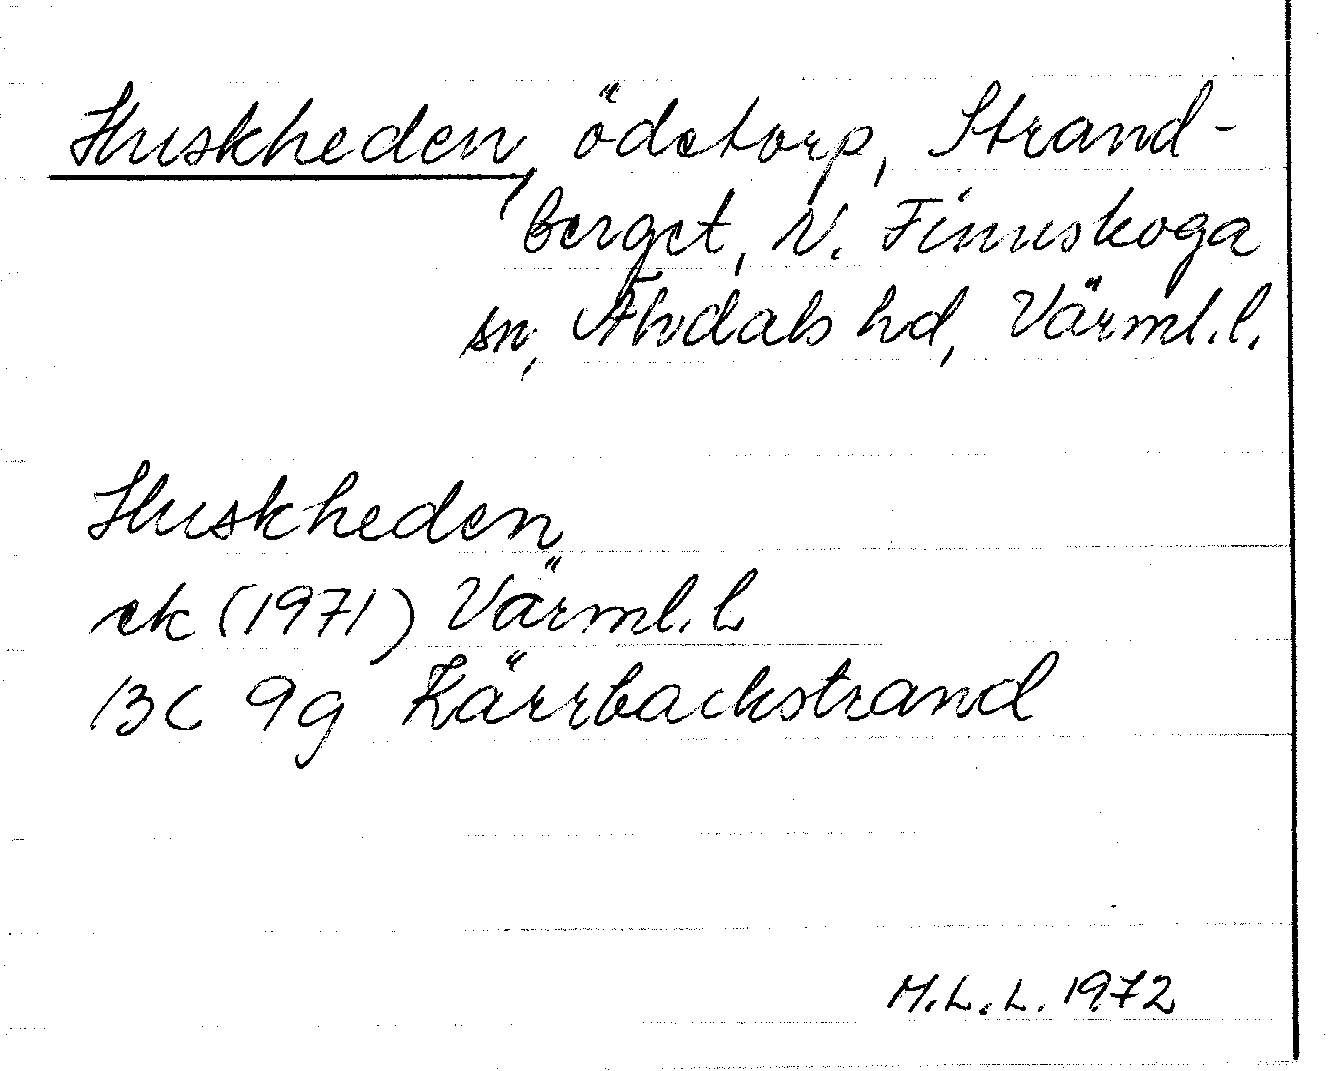 Huskheden, ödetorp, Strand-
berget, N. Finnskoga
sn, Älvdals hd, Värml.l.
Huskheden
ek (1971) Värml. L
13C 9g Kärrbackstrand
M.L.L. 1972